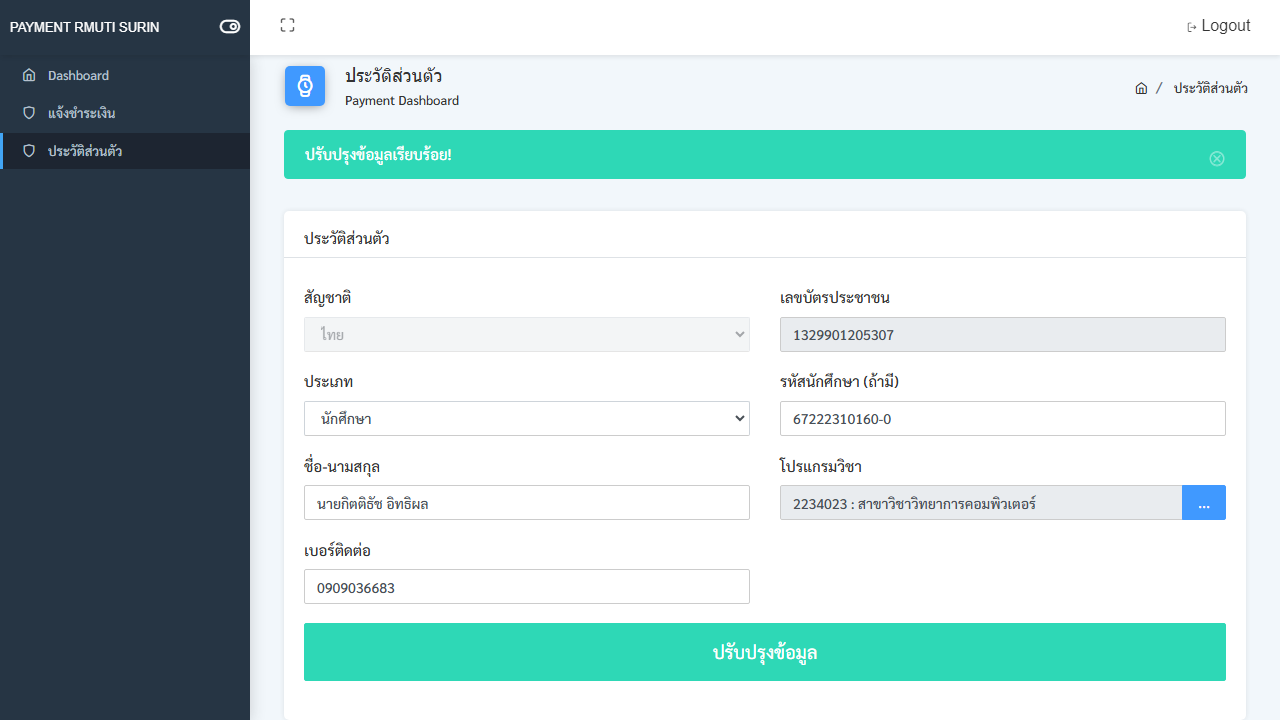 PAYMENT RMUTI SURIN
Logout
Dashboard
แจ้งชำระเงิน
ประวัติส่วนตัว
ประวัติส่วนตัว
Payment Dashboard
/ ประวัติส่วนตัว
ปรับปรุงข้อมูลเรียบร้อย!
ประวัติส่วนตัว
สัญชาติ
ไทย
เลขบัตรประชาชน
1329901205307
ประเภท
นักศึกษา
รหัสนักศึกษา (ถ้ามี)
67222310160-0
ชื่อ-นามสกุล
นายกิตติธัช อิทธิผล
โปรแกรมวิชา
2234023 : สาขาวิชาวิทยาการคอมพิวเตอร์
...
เบอร์ติดต่อ
0909036683
ปรับปรุงข้อมูล